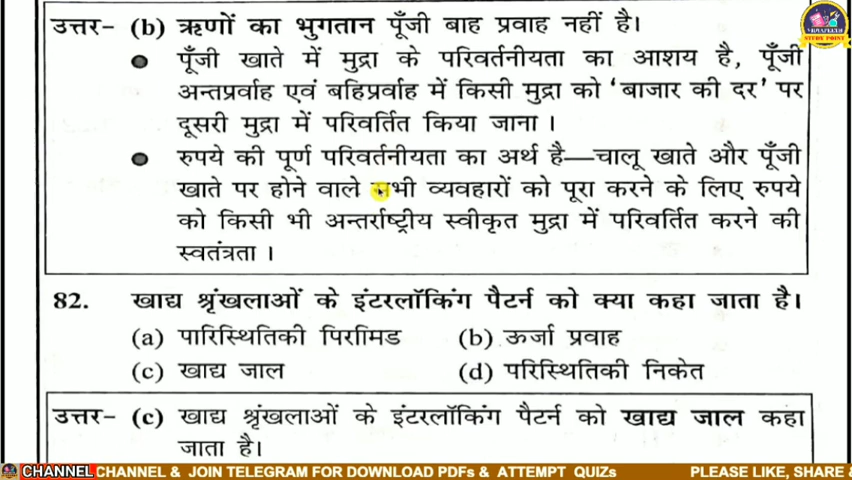 उत्तर- (b) ऋणों का भुगतान पूँजी बाह प्रवाह नहीं है।
● पूँजी खाते में मुद्रा के परिवर्तनीयता का आशय है, पूँजी
अन्तप्रर्वाह एवं बहिप्रर्वाह में किसी मुद्रा को ‘बाजार की दर’ पर
दूसरी मुद्रा में परिवर्तित किया जाना।
● रुपये की पूर्ण परिवर्तनीयता का अर्थ है—चालू खाते और पूँजी
खाते पर होने वाले सभी व्यवहारों को पूरा करने के लिए रुपये
को किसी भी अन्तर्राष्ट्रीय स्वीकृत मुद्रा में परिवर्तित करने की
स्वतंत्रता।
82. खाद्य श्रृंखलाओं के इंटरलॉकिंग पैटर्न को क्या कहा जाता है।
(a) पारिस्थितिकी पिरामिड (b) ऊर्जा प्रवाह
(c) खाद्य जाल (d) परिस्थितिकी निकेत
उत्तर- (c) खाद्य श्रृंखलाओं के इंटरलॉकिंग पैटर्न को खाद्य जाल कहा
जाता है।
CHANNEL CHANNEL & JOIN TELEGRAM FOR DOWNLOAD PDFs & ATTEMPT QUIZs PLEASE LIKE, SHARE &
STUDY POINT